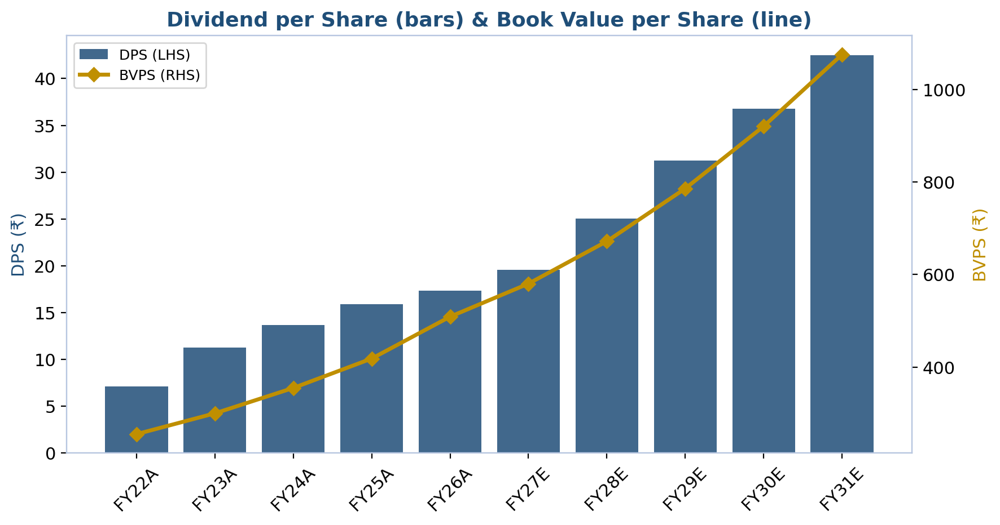 Dividend per Share (bars) & Book Value per Share (line)
DPS (LHS)
BVPS (RHS)
DPS (₹)
40
35
30
25
20
15
10
5
0
1000
800
600
400
BVPS (₹)
FY22A
FY23A
FY24A
FY25A
FY26A
FY27E
FY28E
FY29E
FY30E
FY31E